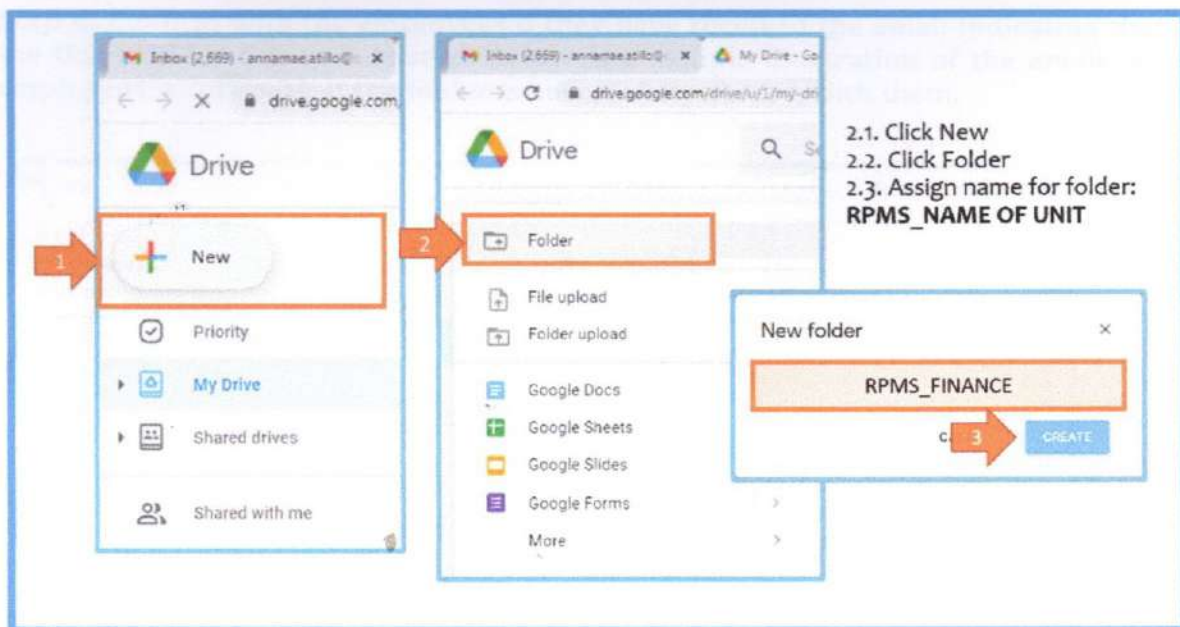 Inbox (2,669) - annamae.atillo@c
drive.google.com
Drive
1
New
Priority
My Drive
Shared drives
Shared with me
Inbox (2,669) - annamae.atillo@c
My Drive - Go
drive.google.com/drive/u/1/my-dri
Drive
2
Folder
File upload
Folder upload
Google Docs
Google Sheets
Google Slides
Google Forms
More
2.1. Click New
2.2. Click Folder
2.3. Assign name for folder:
RPMS_NAME OF UNIT
New folder
RPMS_FINANCE
3
CREATE